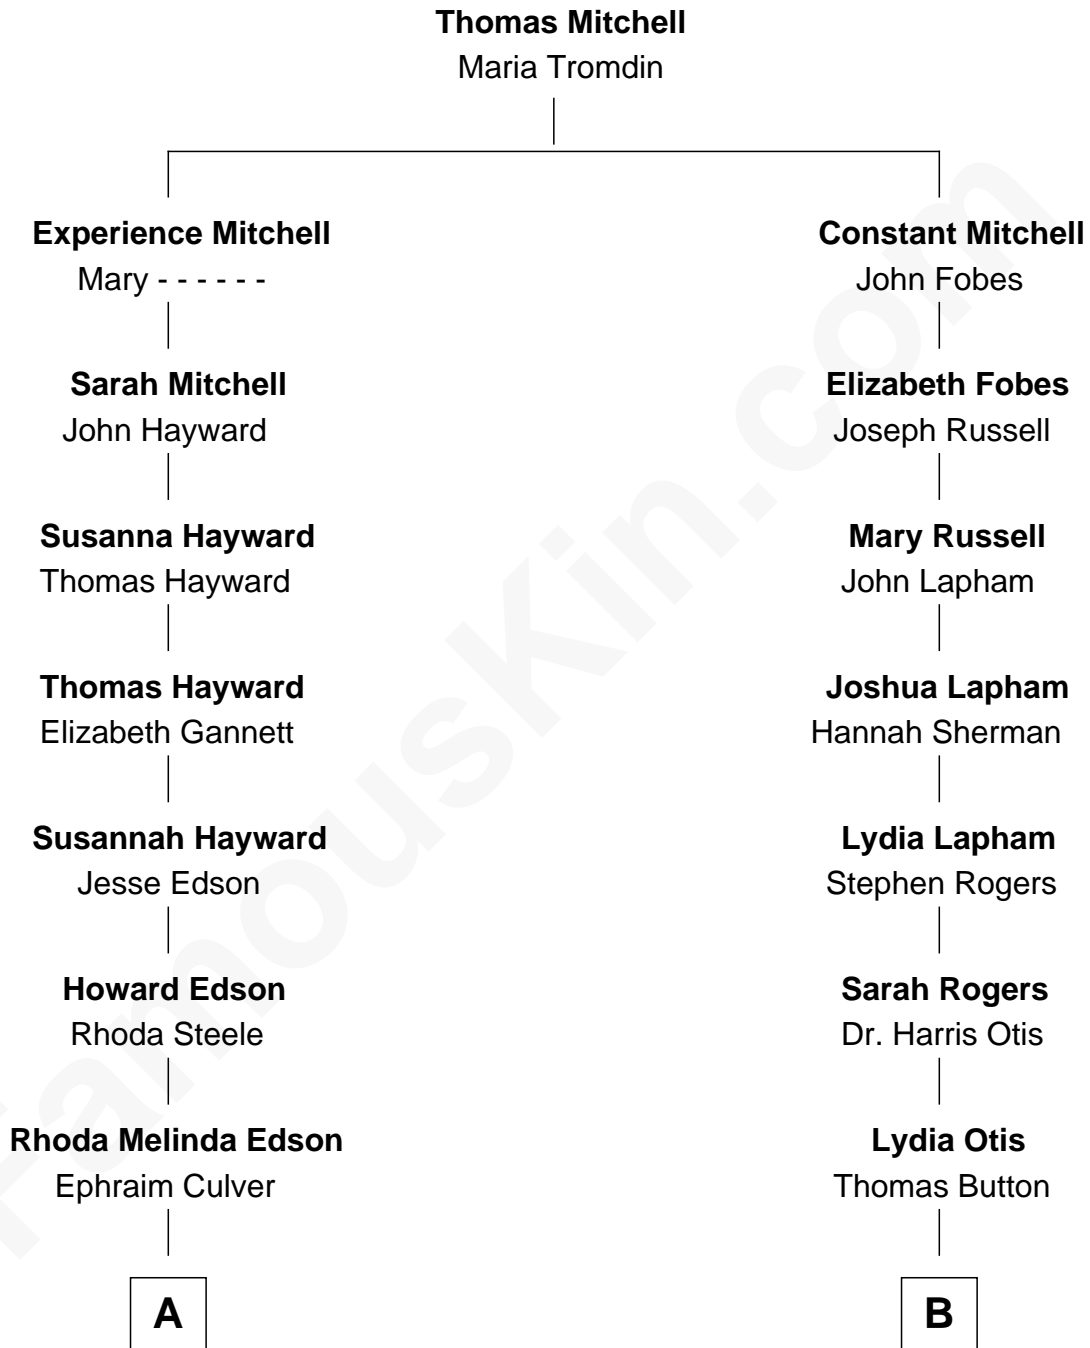 Thomas Mitchell
Maria Tromdin
Experience Mitchell
Mary - - - - - -
Constant Mitchell
John Fobes
Sarah Mitchell
John Hayward
Elizabeth Fobes
Joseph Russell
Susanna Hayward
Thomas Hayward
Mary Russell
John Lapham
Thomas Hayward
Elizabeth Gannett
Joshua Lapham
Hannah Sherman
Susannah Hayward
Jesse Edson
Lydia Lapham
Stephen Rogers
Howard Edson
Rhoda Steele
Sarah Rogers
Dr. Harris Otis
Rhoda Melinda Edson
Ephraim Culver
Lydia Otis
Thomas Button
A
B
FamousKin.com